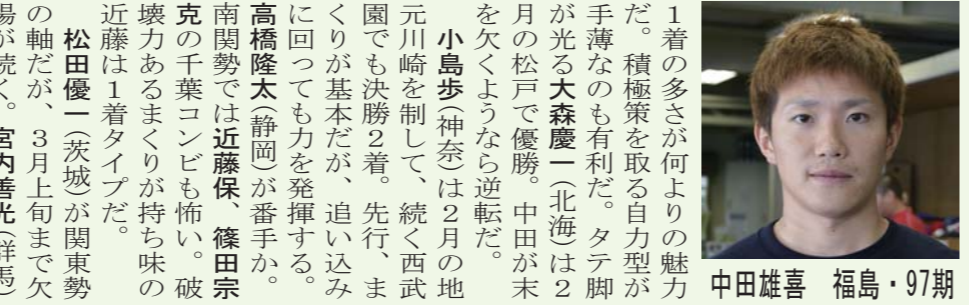 1着の多さが何よりの魅力
だ。積極策を取る自力型が
手薄なのも有利だ。タテ脚
が光る大森慶一（北海）は2
月の松戸で優勝。中田が末
を欠くようなら逆転だ。
小島歩（神奈）は2月の地
元川崎を制して、続く西武
園でも決勝2着。先行、ま
くりが基本だが、追い込み
に回っても力を発揮する。
高橋隆太（静岡）が番手か。
南関勢では近藤保、篠田宗
克の千葉コンビも怖い。破
壊力あるまくりが持ち味の
近藤は1着タイプだ。
松田優一（茨城）が関東勢
の軸だが、3月上旬まで欠
場が続く。宮内善光（群馬）
中田雄喜　福島・97期